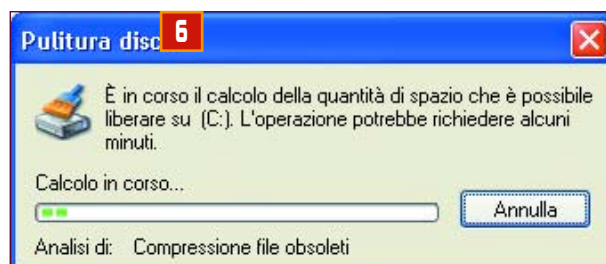 Pulitura disc
6
È in corso il calcolo della quantità di spazio che è possibile
liberare su (C:). L'operazione potrebbe richiedere alcuni
minuti.
Calcolo in corso...
Annulla
Analisi di: Compressione file obsoleti